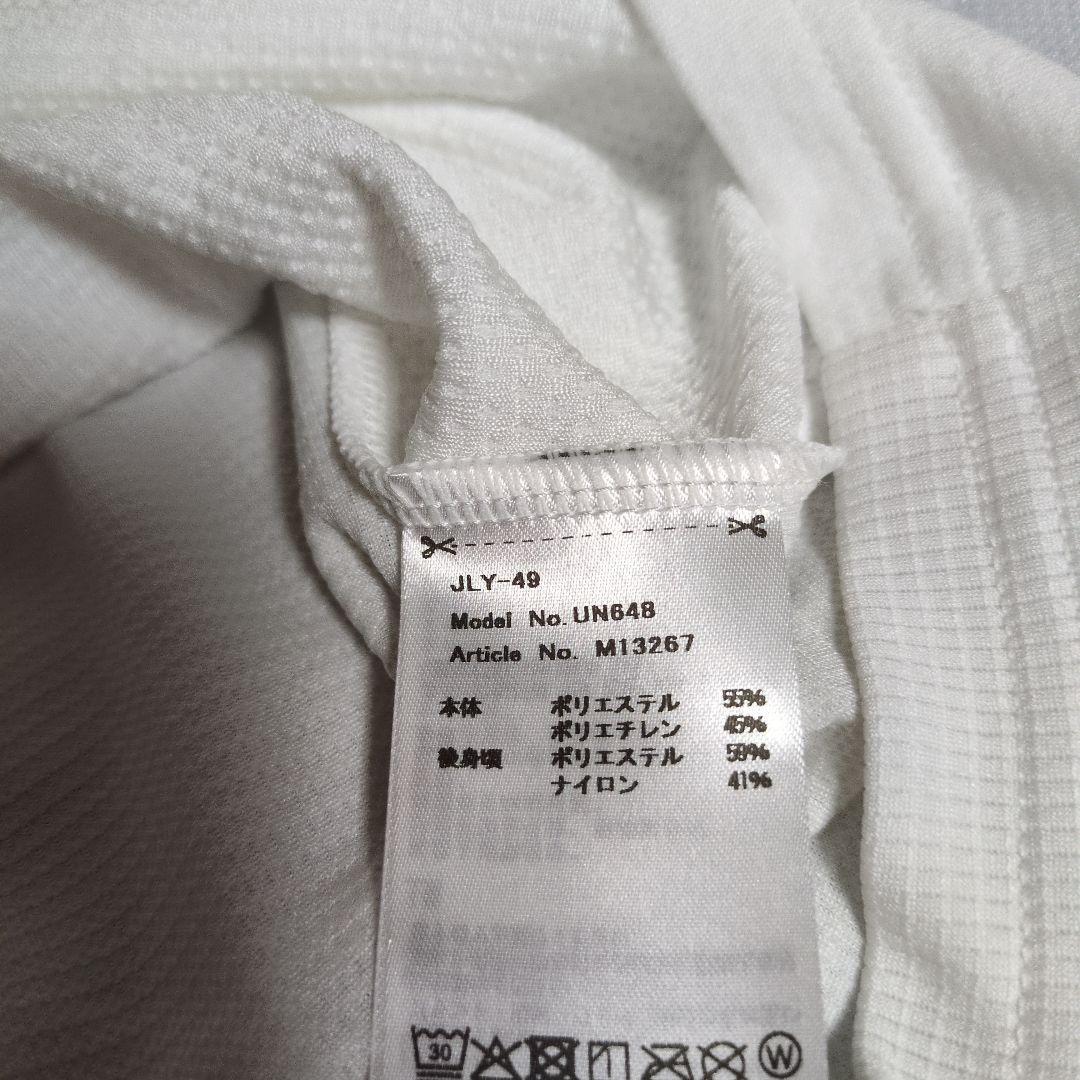 JLY-49
Model No. UN648
Article No. M13267
本体 ポリエステル 55%
ポリエチレン 45%
後身頃 ポリエステル 59%
ナイロン 41%
30
W